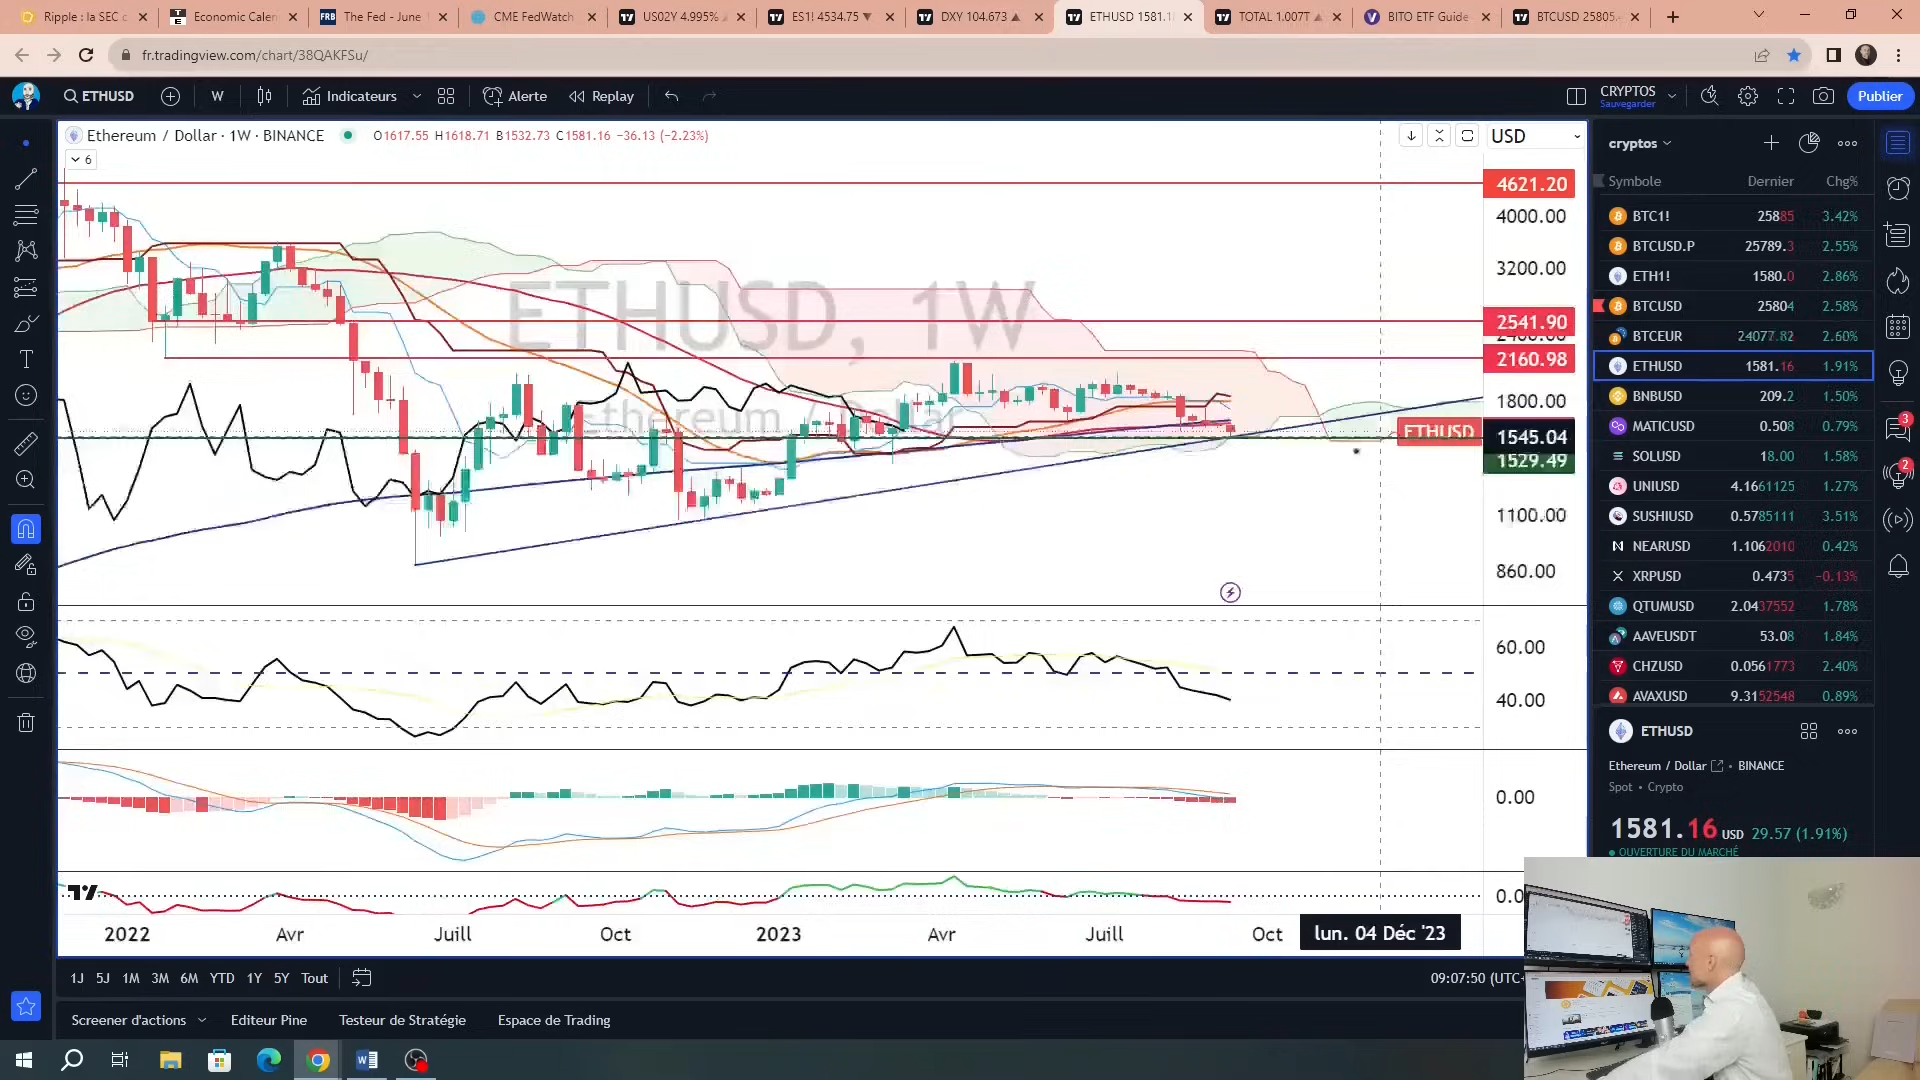 Ripple : la SEC c
Economic Calen
The Fed - June
CME FedWatch
US02Y 4.995%
ES1! 4534.75 ▼
DXY 104.673 ▲
ETHUSD 1581.1
TOTAL 1.007T ▲
BITO ETF Guide
BTCUSD 25805.
fr.tradingview.com/chart/38QAKFSu/
ETHUSD
W
Indicateurs
Alerte
Replay
CRYPTOS
Sauvegarder
Publier
Ethereum / Dollar · 1W · BINANCE
O1617.55 H1618.71 B1532.73 C1581.16 −36.13 (−2.23%)
USD
6
ETHUSD, 1W
Ethereum / Dollar
4621.20
4000.00
3200.00
2541.90
2400.00
2160.98
1800.00
ETHUSD
1545.04
1529.49
1100.00
860.00
60.00
40.00
0.00
0.0
2022
Avr
Juill
Oct
2023
Avr
Juill
Oct
lun. 04 Déc '23
1J 5J 1M 3M 6M YTD 1Y 5Y Tout
09:07:50 (UTC+
Screener d'actions
Editeur Pine
Testeur de Stratégie
Espace de Trading
cryptos
Symbole Dernier Chg%
BTC1! 25885 3.42%
BTCUSD.P 25789.3 2.55%
ETH1! 1580.0 2.86%
BTCUSD 25804 2.58%
BTCEUR 24077.82 2.60%
ETHUSD 1581.16 1.91%
BNBUSD 209.2 1.50%
MATICUSD 0.508 0.79%
SOLUSD 18.00 1.58%
UNIUSD 4.1661125 1.27%
SUSHIUSD 0.5785111 3.51%
NEARUSD 1.1062010 0.42%
XRPUSD 0.4735 −0.13%
QTUMUSD 2.0437552 1.78%
AAVEUSDT 53.08 1.84%
CHZUSD 0.0561773 2.40%
AVAXUSD 9.3152548 0.89%
ETHUSD
Ethereum / Dollar • BINANCE
Spot • Crypto
1581.16 USD 29.57 (1.91%)
OUVERTURE DU MARCHÉ
3
2